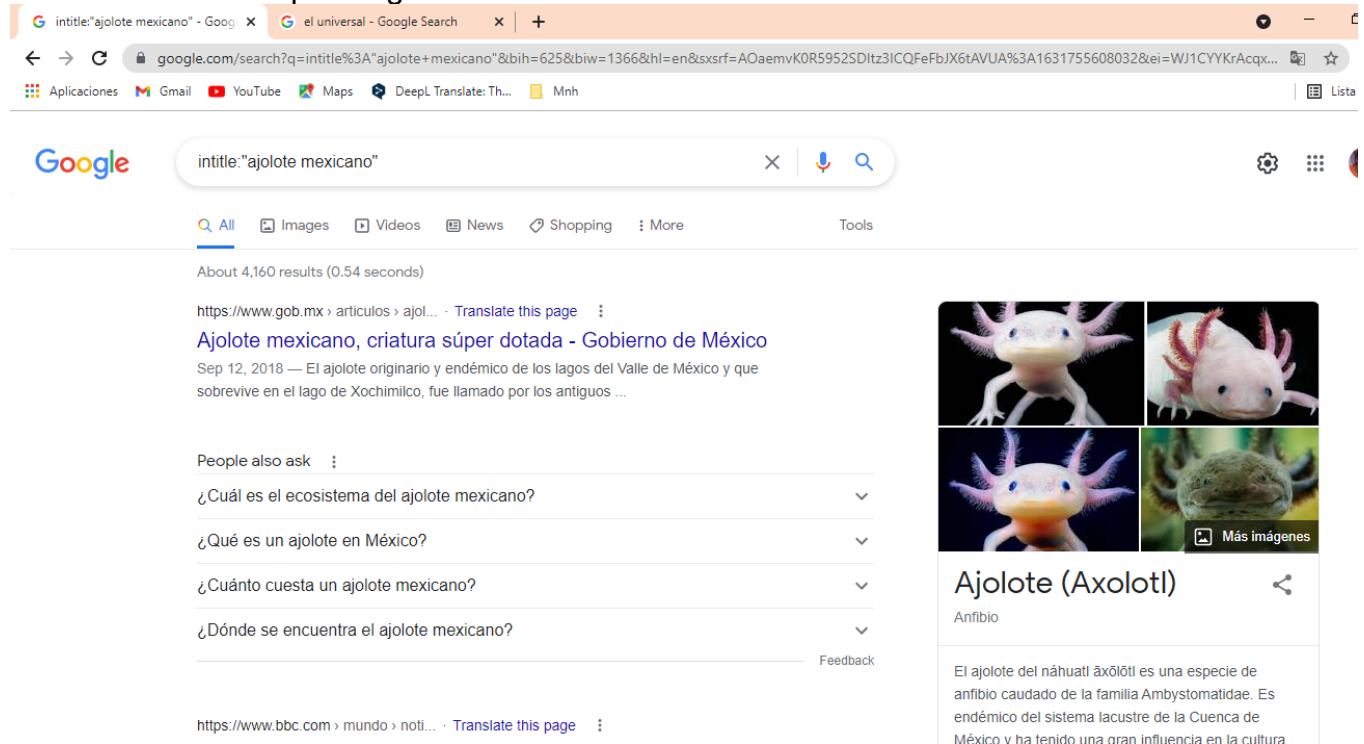 intitle:"ajolote mexicano" - Goog
el universal - Google Search
google.com/search?q=intitle%3A"ajolote+mexicano"&bih=625&biw=1366&hl=en&sxsrf=AOaemvK0R5952SDItz3ICQFeFbJX6tAVUA%3A1631755608032&ei=WJ1CYYKrAcqx...
Aplicaciones Gmail YouTube Maps DeepL Translate: Th... Mnh Lista
Google intitle:"ajolote mexicano"
All Images Videos News Shopping More Tools
About 4,160 results (0.54 seconds)
https://www.gob.mx › articulos › ajol... · Translate this page
Ajolote mexicano, criatura súper dotada - Gobierno de México
Sep 12, 2018 — El ajolote originario y endémico de los lagos del Valle de México y que
sobrevive en el lago de Xochimilco, fue llamado por los antiguos ...
People also ask
¿Cuál es el ecosistema del ajolote mexicano?
¿Qué es un ajolote en México?
¿Cuánto cuesta un ajolote mexicano?
¿Dónde se encuentra el ajolote mexicano?
Feedback
https://www.bbc.com › mundo › noti... · Translate this page
Más imágenes
Ajolote (Axolotl)
Anfibio
El ajolote del náhuatl āxōlōtl es una especie de
anfibio caudado de la familia Ambystomatidae. Es
endémico del sistema lacustre de la Cuenca de
México y ha tenido una gran influencia en la cultura